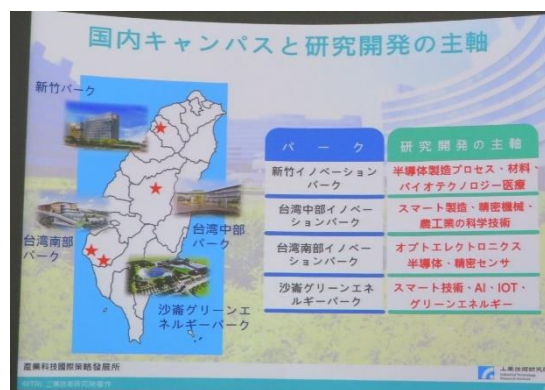 国内キャンパスと研究開発の主軸
新竹パーク
台湾中部
パーク
台湾南部
パーク
沙崙グリーンエ
ネルギーパーク
パーク
研究開発の主軸
新竹イノベーション
パーク
半導体製造プロセス・材料・
バイオテクノロジー医療
台湾中部イノベー
ションパーク
スマート製造・精密機械・
農工業の科学技術
台湾南部イノベー
ションパーク
オプトエレクトロニクス
半導体・精密センサ
沙崙グリーンエネ
ルギーパーク
スマート技術・AI・IOT・
グリーンエネルギー
産業科技國際策略發展所
工業技術研究院
Industrial Technology